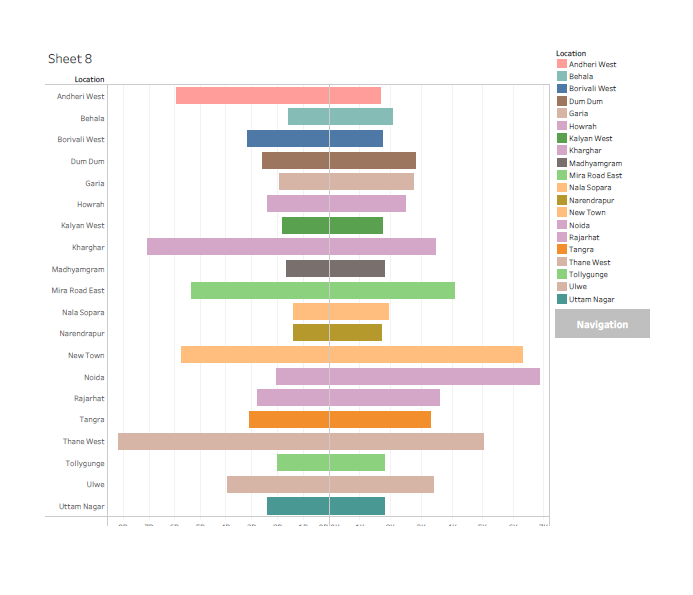 Sheet 8
Location
Andheri West
Behala
Borivali West
Dum Dum
Garia
Howrah
Kalyan West
Kharghar
Madhyamgram
Mira Road East
Nala Sopara
Narendrapur
New Town
Noida
Rajarhat
Tangra
Thane West
Tollygunge
Ulwe
Uttam Nagar
Location
Andheri West
Behala
Borivali West
Dum Dum
Garia
Howrah
Kalyan West
Kharghar
Madhyamgram
Mira Road East
Nala Sopara
Narendrapur
New Town
Noida
Rajarhat
Tangra
Thane West
Tollygunge
Ulwe
Uttam Nagar
Navigation